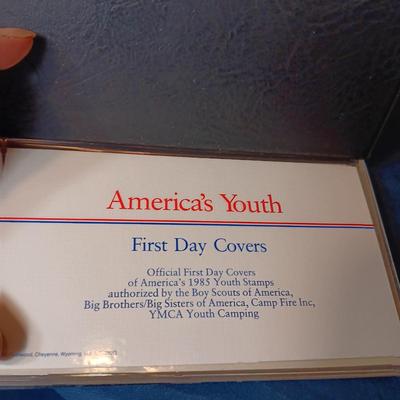 America's Youth
First Day Covers
Official First Day Covers
of America's 1985 Youth Stamps
authorized by the Boy Scouts of America,
Big Brothers/Big Sisters of America, Camp Fire Inc,
YMCA Youth Camping
Cheyenne, Wyoming,